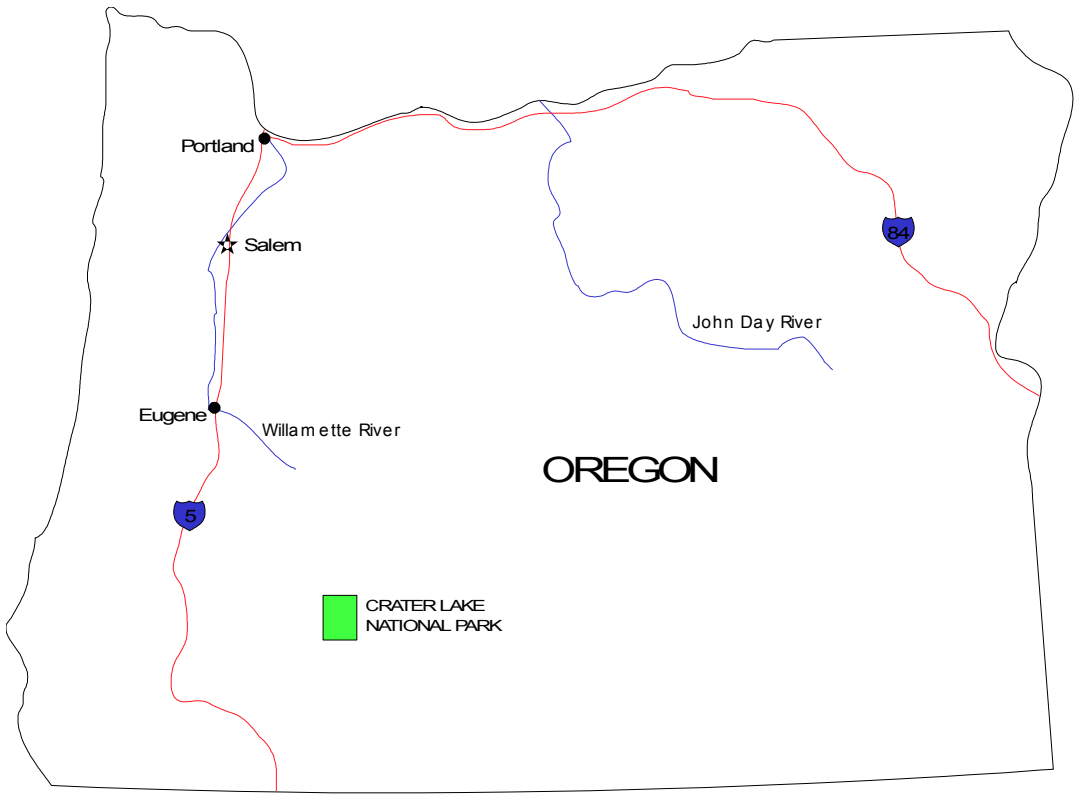 Portland
84
Salem
John Day River
Eugene
Willamette River
OREGON
5
CRATER LAKE
NATIONAL PARK